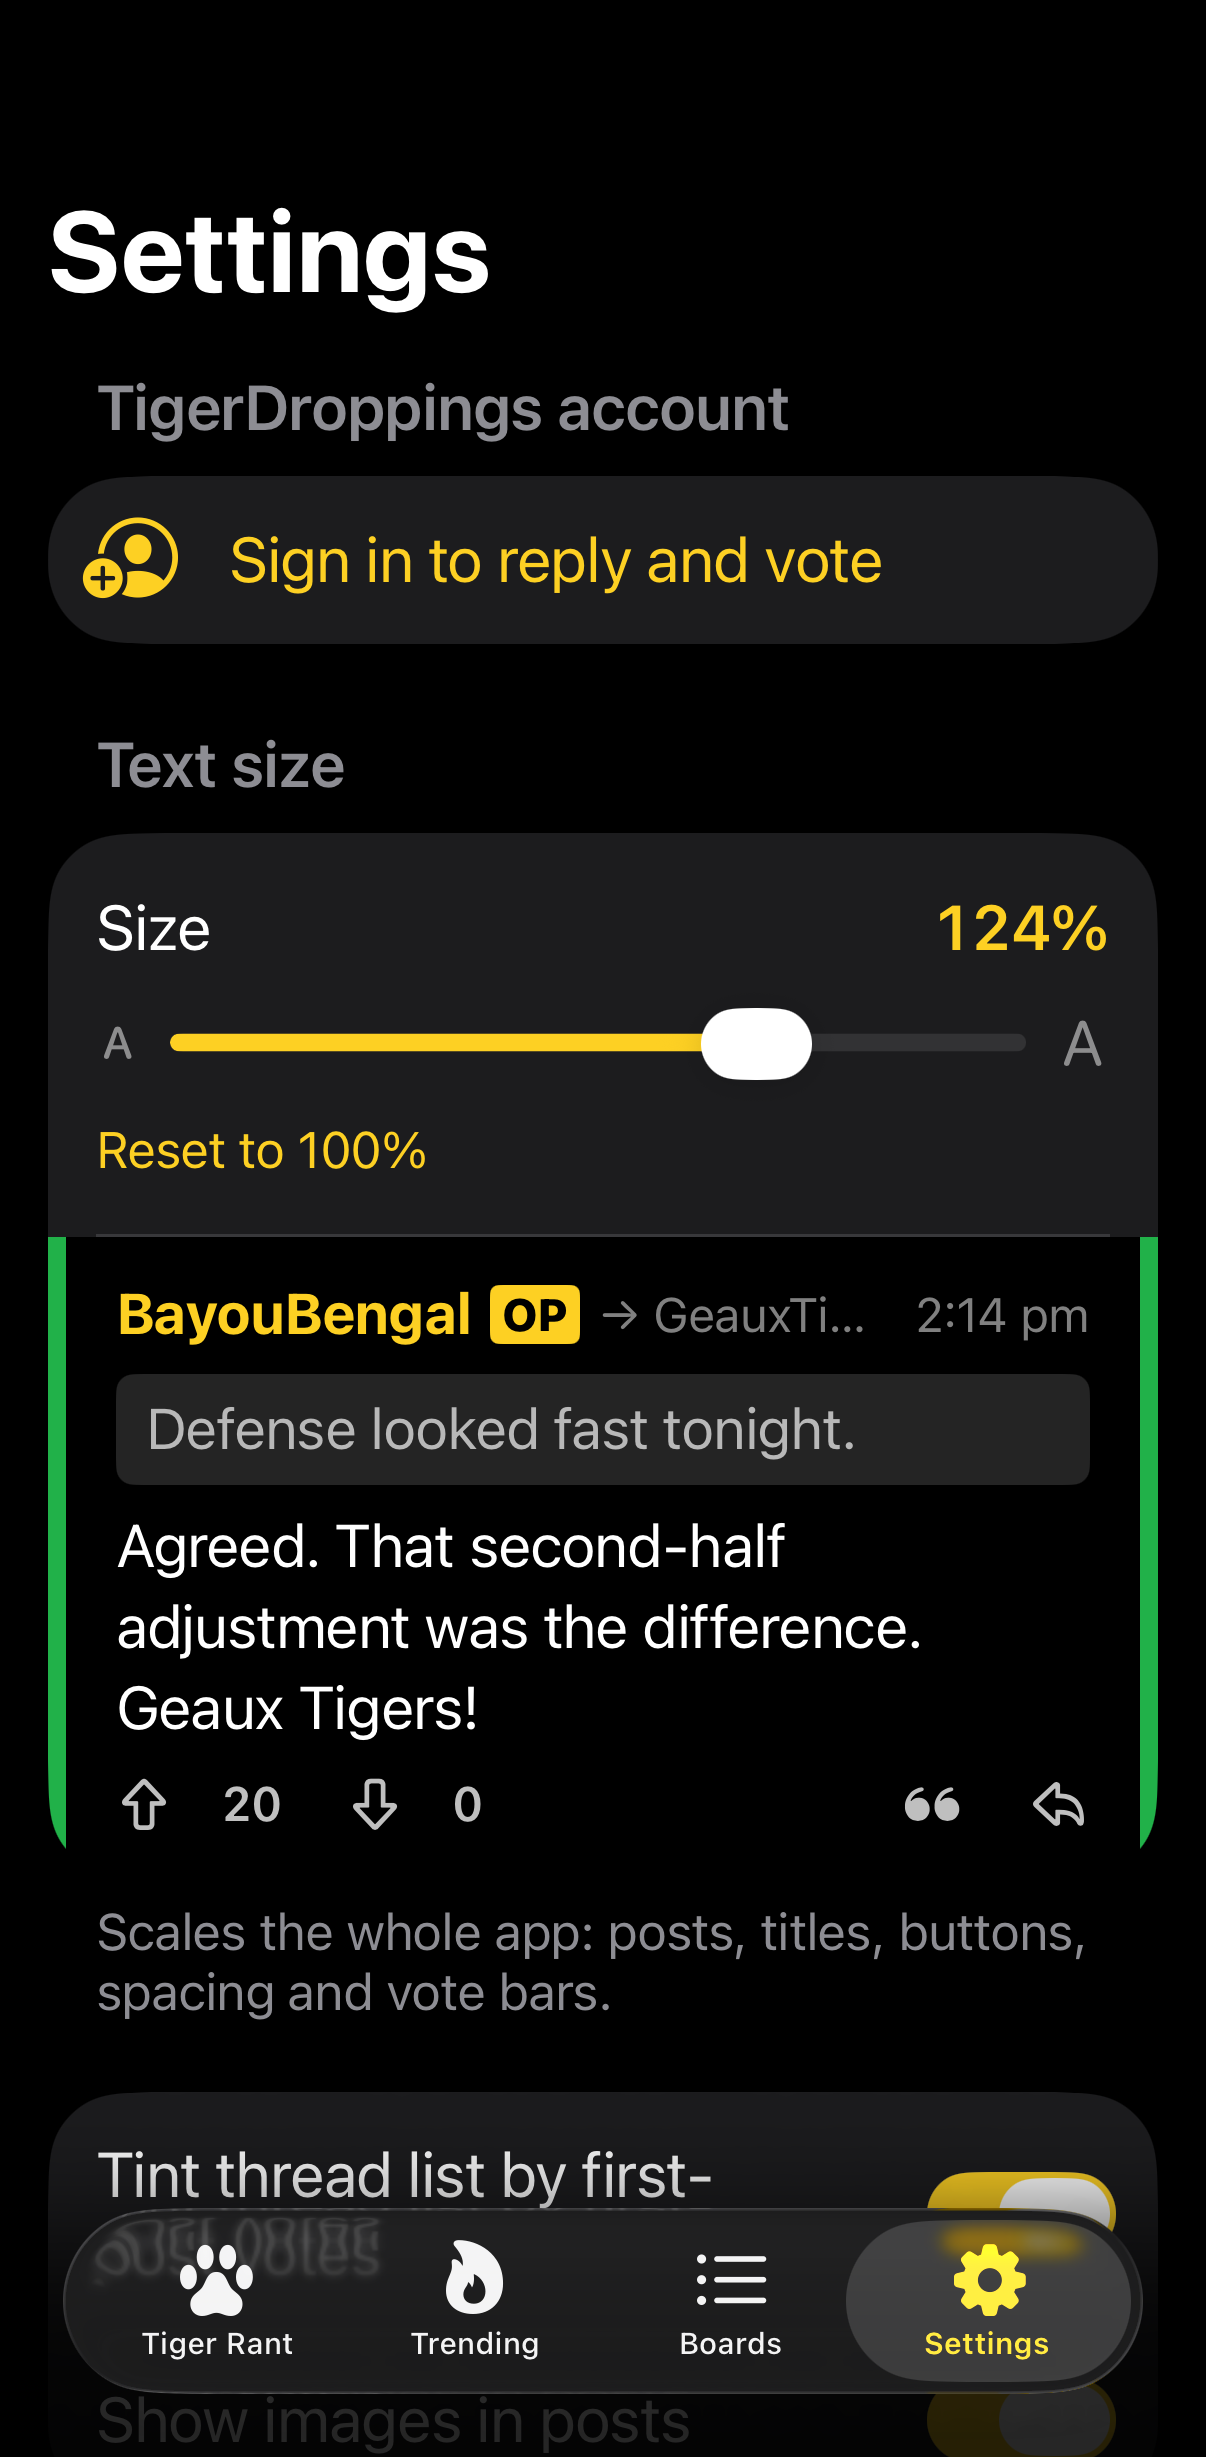 Settings
TigerDroppings account
Sign in to reply and vote
Text size
Size 124%
A A
Reset to 100%
BayouBengal OP → GeauxTi... 2:14 pm
Defense looked fast tonight.
Agreed. That second-half
adjustment was the difference.
Geaux Tigers!
20 0
Scales the whole app: posts, titles, buttons,
spacing and vote bars.
Tint thread list by first-
post votes
Tiger Rant Trending Boards Settings
Show images in posts